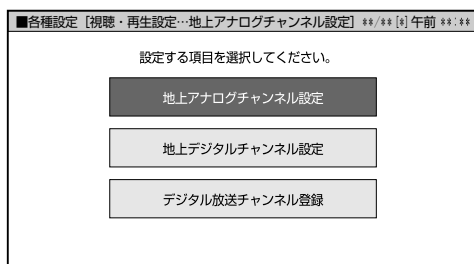 ■各種設定［視聴・再生設定…地上アナログチャンネル設定］**/**[*]午前**:**
設定する項目を選択してください。
地上アナログチャンネル設定
地上デジタルチャンネル設定
デジタル放送チャンネル登録